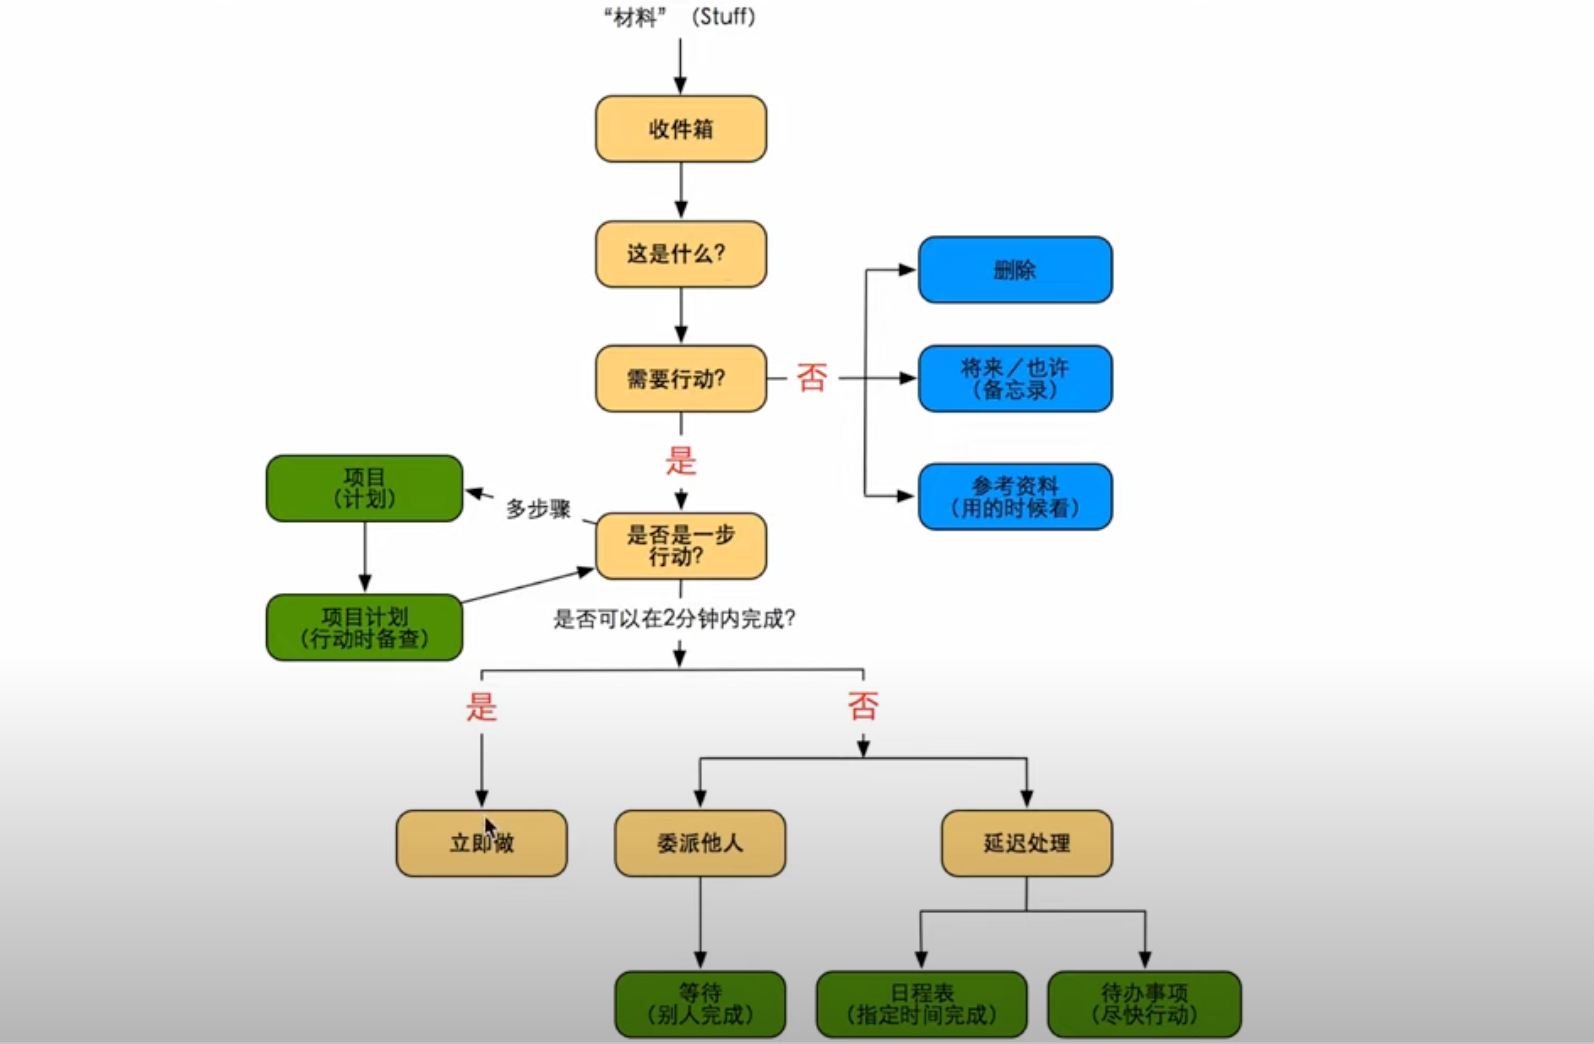 “材料” （Stuff）
收件箱
这是什么?
删除
需要行动?
否
将来／也许
（备忘录）
是
项目
（计划）
多步骤
参考资料
（用的时候看）
是否是一步
行动?
项目计划
（行动时备查）
是否可以在2分钟内完成?
是
否
立即做
委派他人
延迟处理
等待
（别人完成）
日程表
（指定时间完成）
待办事项
（尽快行动）